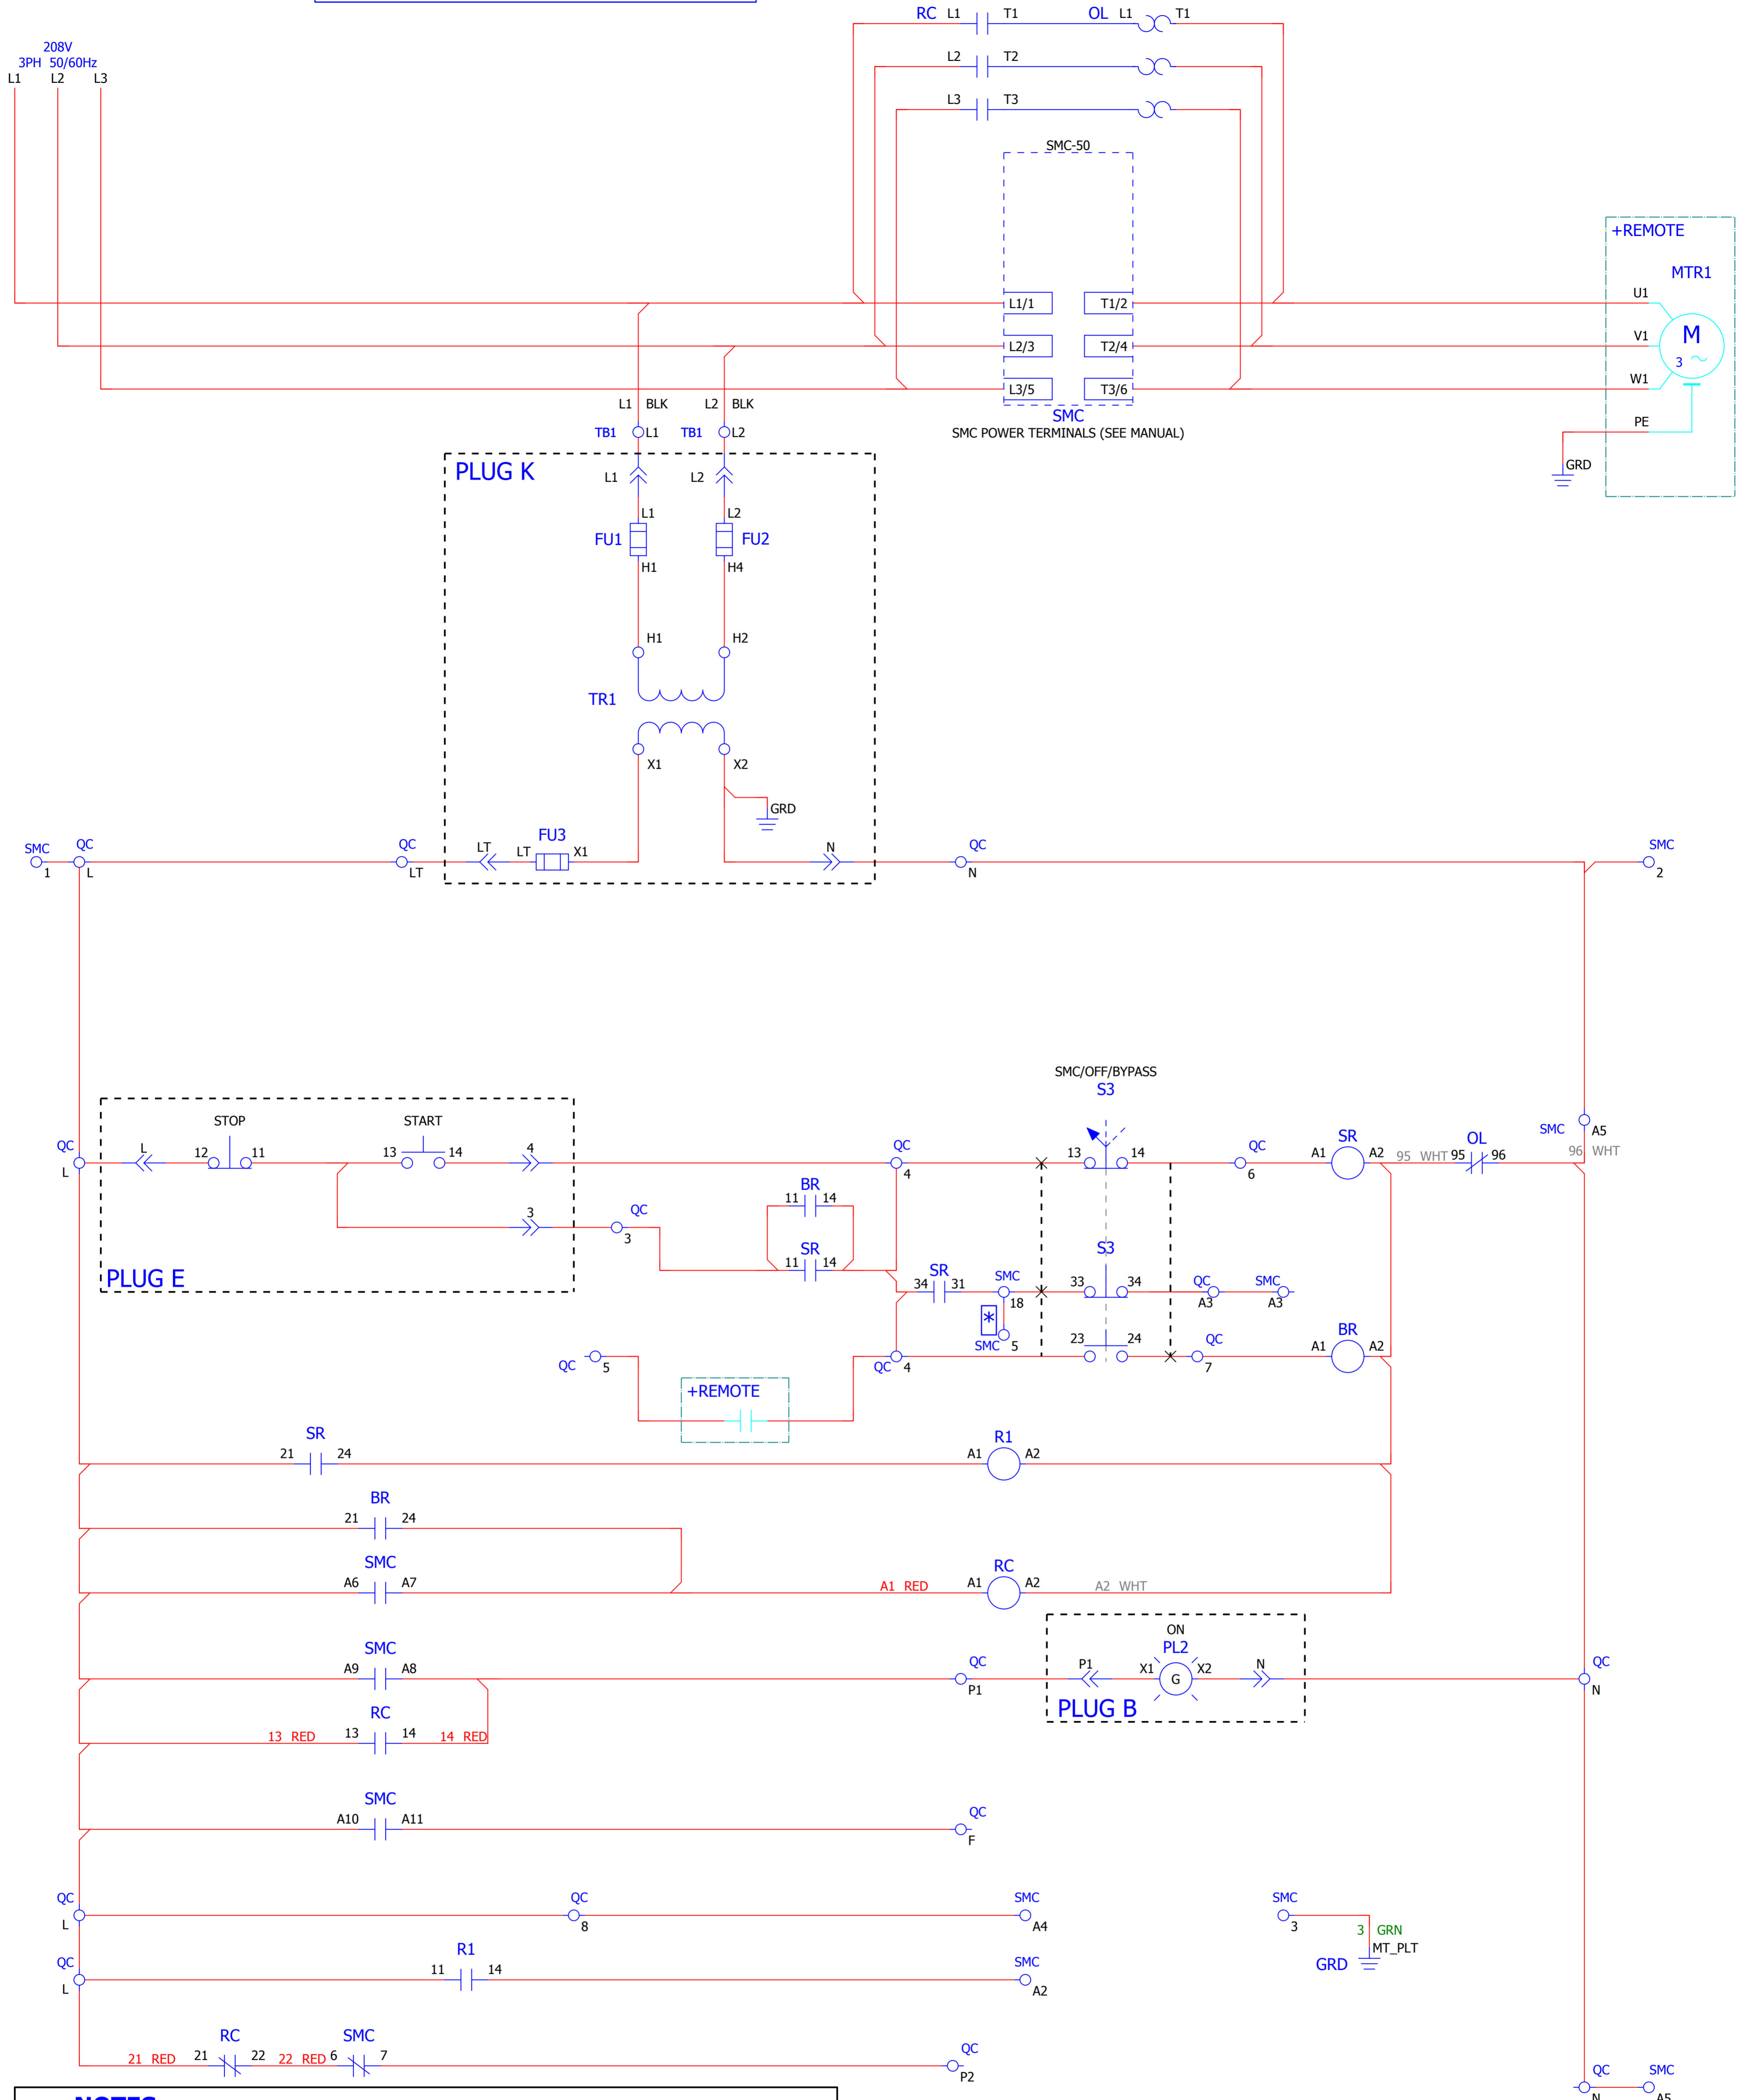 RC L1 T1 OL L1 T1
208V
3PH 50/60Hz
L1 L2 L3
L2 T2
L3 T3
SMC-50
+REMOTE
MTR1
L1/1 T1/2 U1
L2/3 T2/4 V1
M
3
L3/5 T3/6 W1
L1 BLK L2 BLK
SMC
TB1 L1 TB1 L2
SMC POWER TERMINALS (SEE MANUAL)
PE
GRD
PLUG K
L1 L2
L1 L2
FU1 FU2
H1 H4
H1 H2
TR1
X1 X2
GRD
FU3
SMC QC QC LT LT X1 N QC SMC
1 L LT N 2
SMC/OFF/BYPASS
S3
STOP START
SMC A5
QC L 12 11 13 14 4 QC 13 14 QC SR OL
A1 A2 95 WHT 95 96 96 WHT
L 4 6
BR
11 14
3 QC
3
SR
11 14
S3
PLUG E
SR
34 31 SMC 33 34 QC SMC
18 A3 A3
*
SMC 5
23 24 QC BR
A1 A2
QC 5 QC 4 7
+REMOTE
SR R1
21 24 A1 A2
BR
21 24
SMC RC
A6 A7 A1 RED A1 A2 A2 WHT
ON
SMC PL2
A9 A8 QC P1 X1 G X2 N QC
P1 N
PLUG B
RC
13 RED 13 14 14 RED
SMC
A10 A11 QC
F
QC QC SMC SMC
L 8 A4 3
3 GRN
MT_PLT
GRD
QC R1 SMC
L 11 14 A2
RC SMC
21 RED 21 22 22 RED 6 7 QC
P2
QC SMC
N A5
NOTES